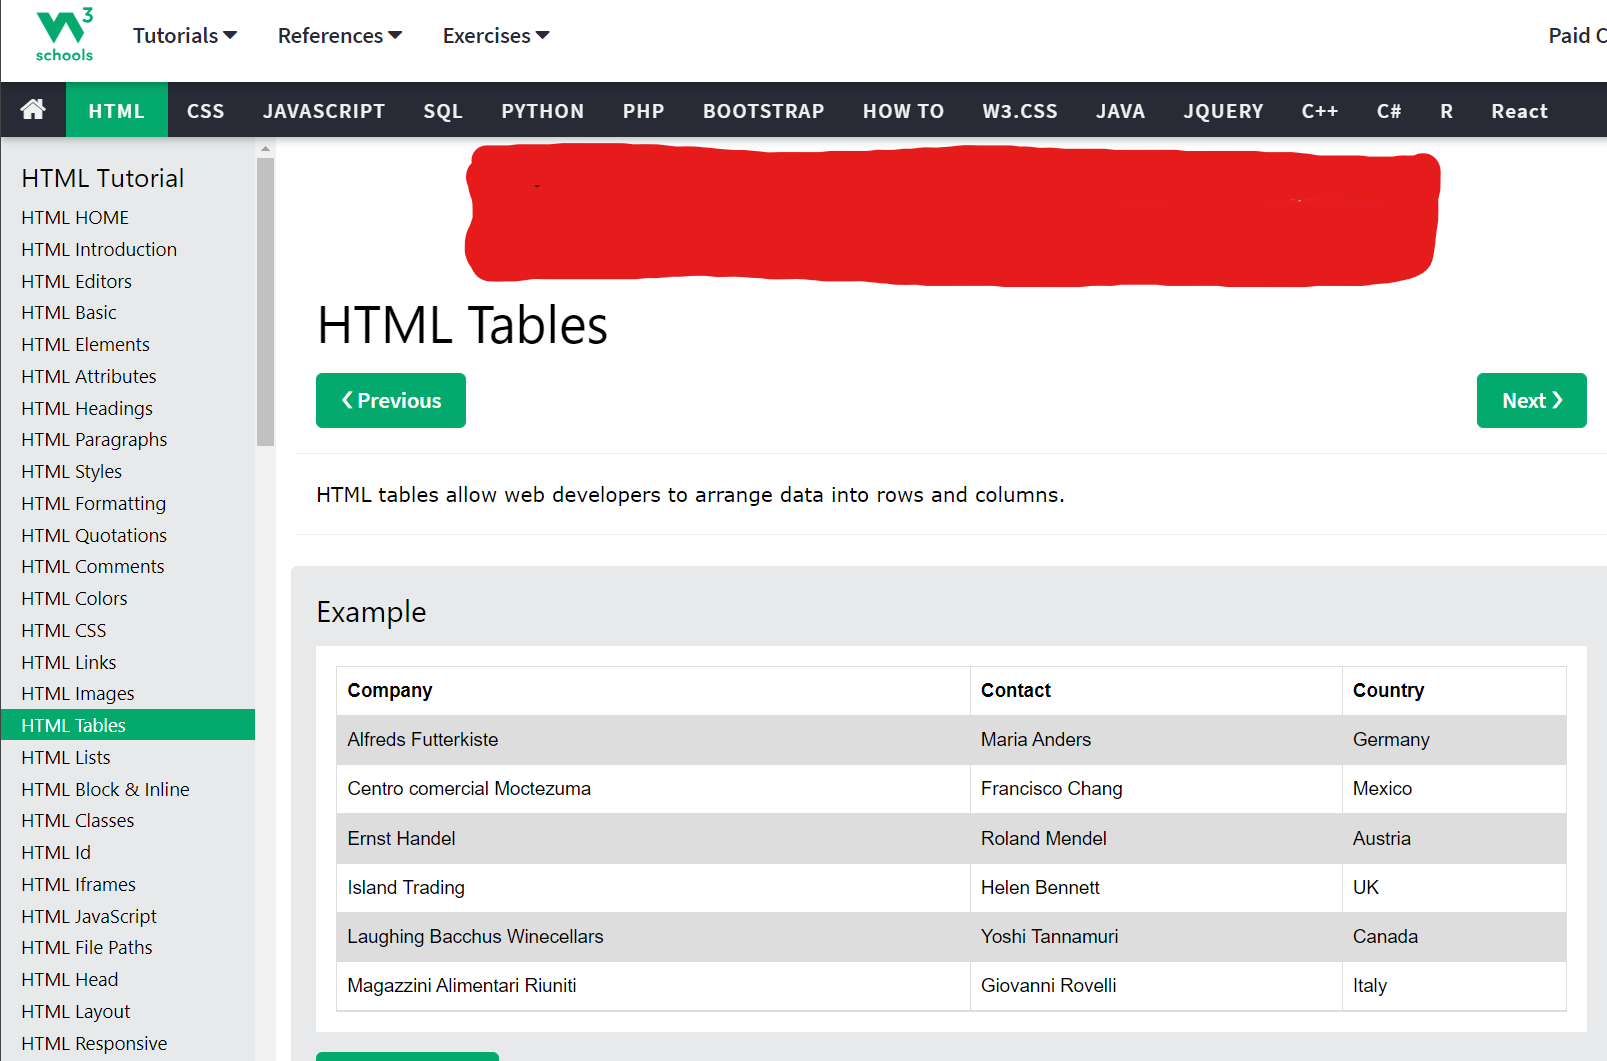 W3
schools
Tutorials
References
Exercises
Paid C
HTML
CSS
JAVASCRIPT
SQL
PYTHON
PHP
BOOTSTRAP
HOW TO
W3.CSS
JAVA
JQUERY
C++
C#
R
React
HTML Tutorial
HTML HOME
HTML Introduction
HTML Editors
HTML Basic
HTML Elements
HTML Attributes
HTML Headings
HTML Paragraphs
HTML Styles
HTML Formatting
HTML Quotations
HTML Comments
HTML Colors
HTML CSS
HTML Links
HTML Images
HTML Tables
HTML Lists
HTML Block & Inline
HTML Classes
HTML Id
HTML Iframes
HTML JavaScript
HTML File Paths
HTML Head
HTML Layout
HTML Responsive
HTML Tables
❮ Previous
Next ❯
HTML tables allow web developers to arrange data into rows and columns.
Example
Company Contact Country
Alfreds Futterkiste Maria Anders Germany
Centro comercial Moctezuma Francisco Chang Mexico
Ernst Handel Roland Mendel Austria
Island Trading Helen Bennett UK
Laughing Bacchus Winecellars Yoshi Tannamuri Canada
Magazzini Alimentari Riuniti Giovanni Rovelli Italy